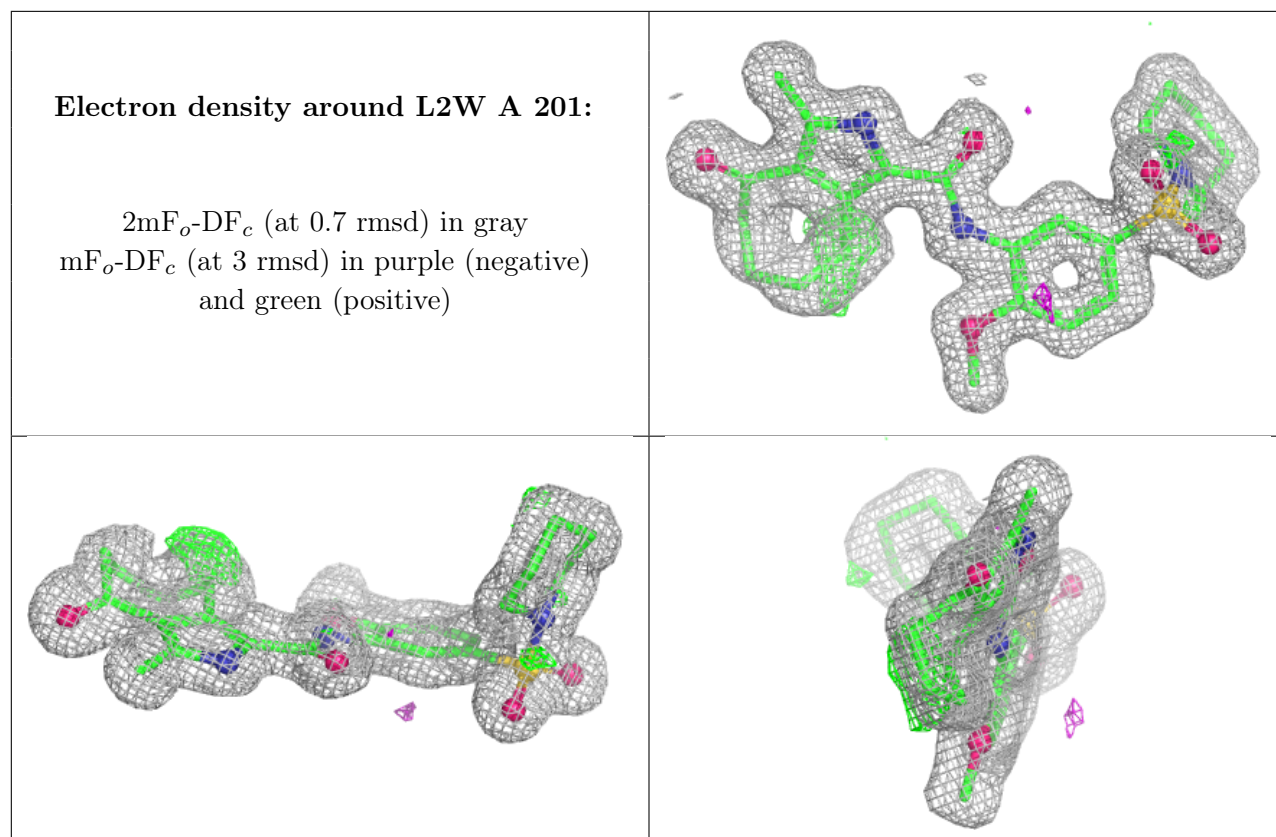 Electron density around L2W A 201:
2mFₒ-DF𝒸 (at 0.7 rmsd) in gray
mFₒ-DF𝒸 (at 3 rmsd) in purple (negative)
and green (positive)